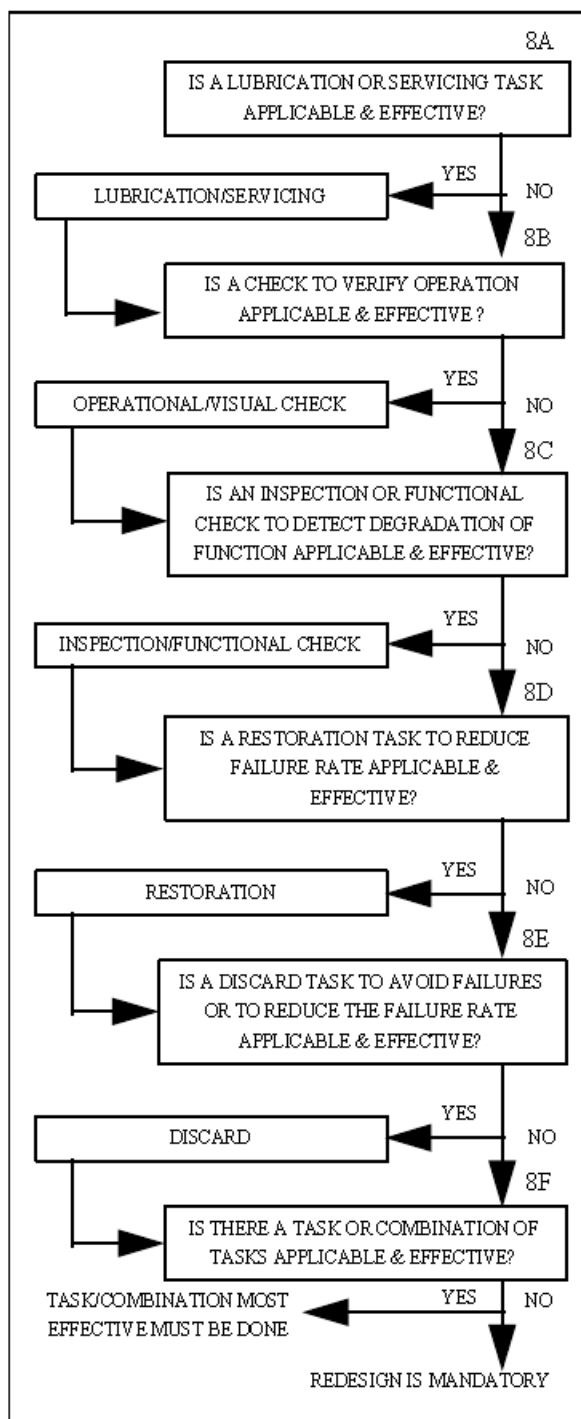 8A
IS A LUBRICATION OR SERVICING TASK
APPLICABLE & EFFECTIVE?
YES
NO
LUBRICATION/SERVICING
8B
IS A CHECK TO VERIFY OPERATION
APPLICABLE & EFFECTIVE ?
YES
NO
OPERATIONAL/VISUAL CHECK
8C
IS AN INSPECTION OR FUNCTIONAL
CHECK TO DETECT DEGRADATION OF
FUNCTION APPLICABLE & EFFECTIVE?
YES
NO
INSPECTION/FUNCTIONAL CHECK
8D
IS A RESTORATION TASK TO REDUCE
FAILURE RATE APPLICABLE &
EFFECTIVE?
YES
NO
RESTORATION
8E
IS A DISCARD TASK TO AVOID FAILURES
OR TO REDUCE THE FAILURE RATE
APPLICABLE & EFFECTIVE?
YES
NO
DISCARD
8F
IS THERE A TASK OR COMBINATION OF
TASKS APPLICABLE & EFFECTIVE?
YES
NO
TASK/COMBINATION MOST
EFFECTIVE MUST BE DONE
REDESIGN IS MANDATORY